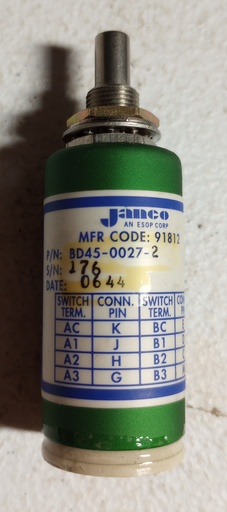 Janco
AN ESOP CORP
MFR CODE: 91812
P/N: BD45-0027-2
S/N: 176
DATE: 0644
SWITCH TERM. CONN. PIN SWITCH TERM.
AC K BC
A1 J B1
A2 H B2
A3 G B3